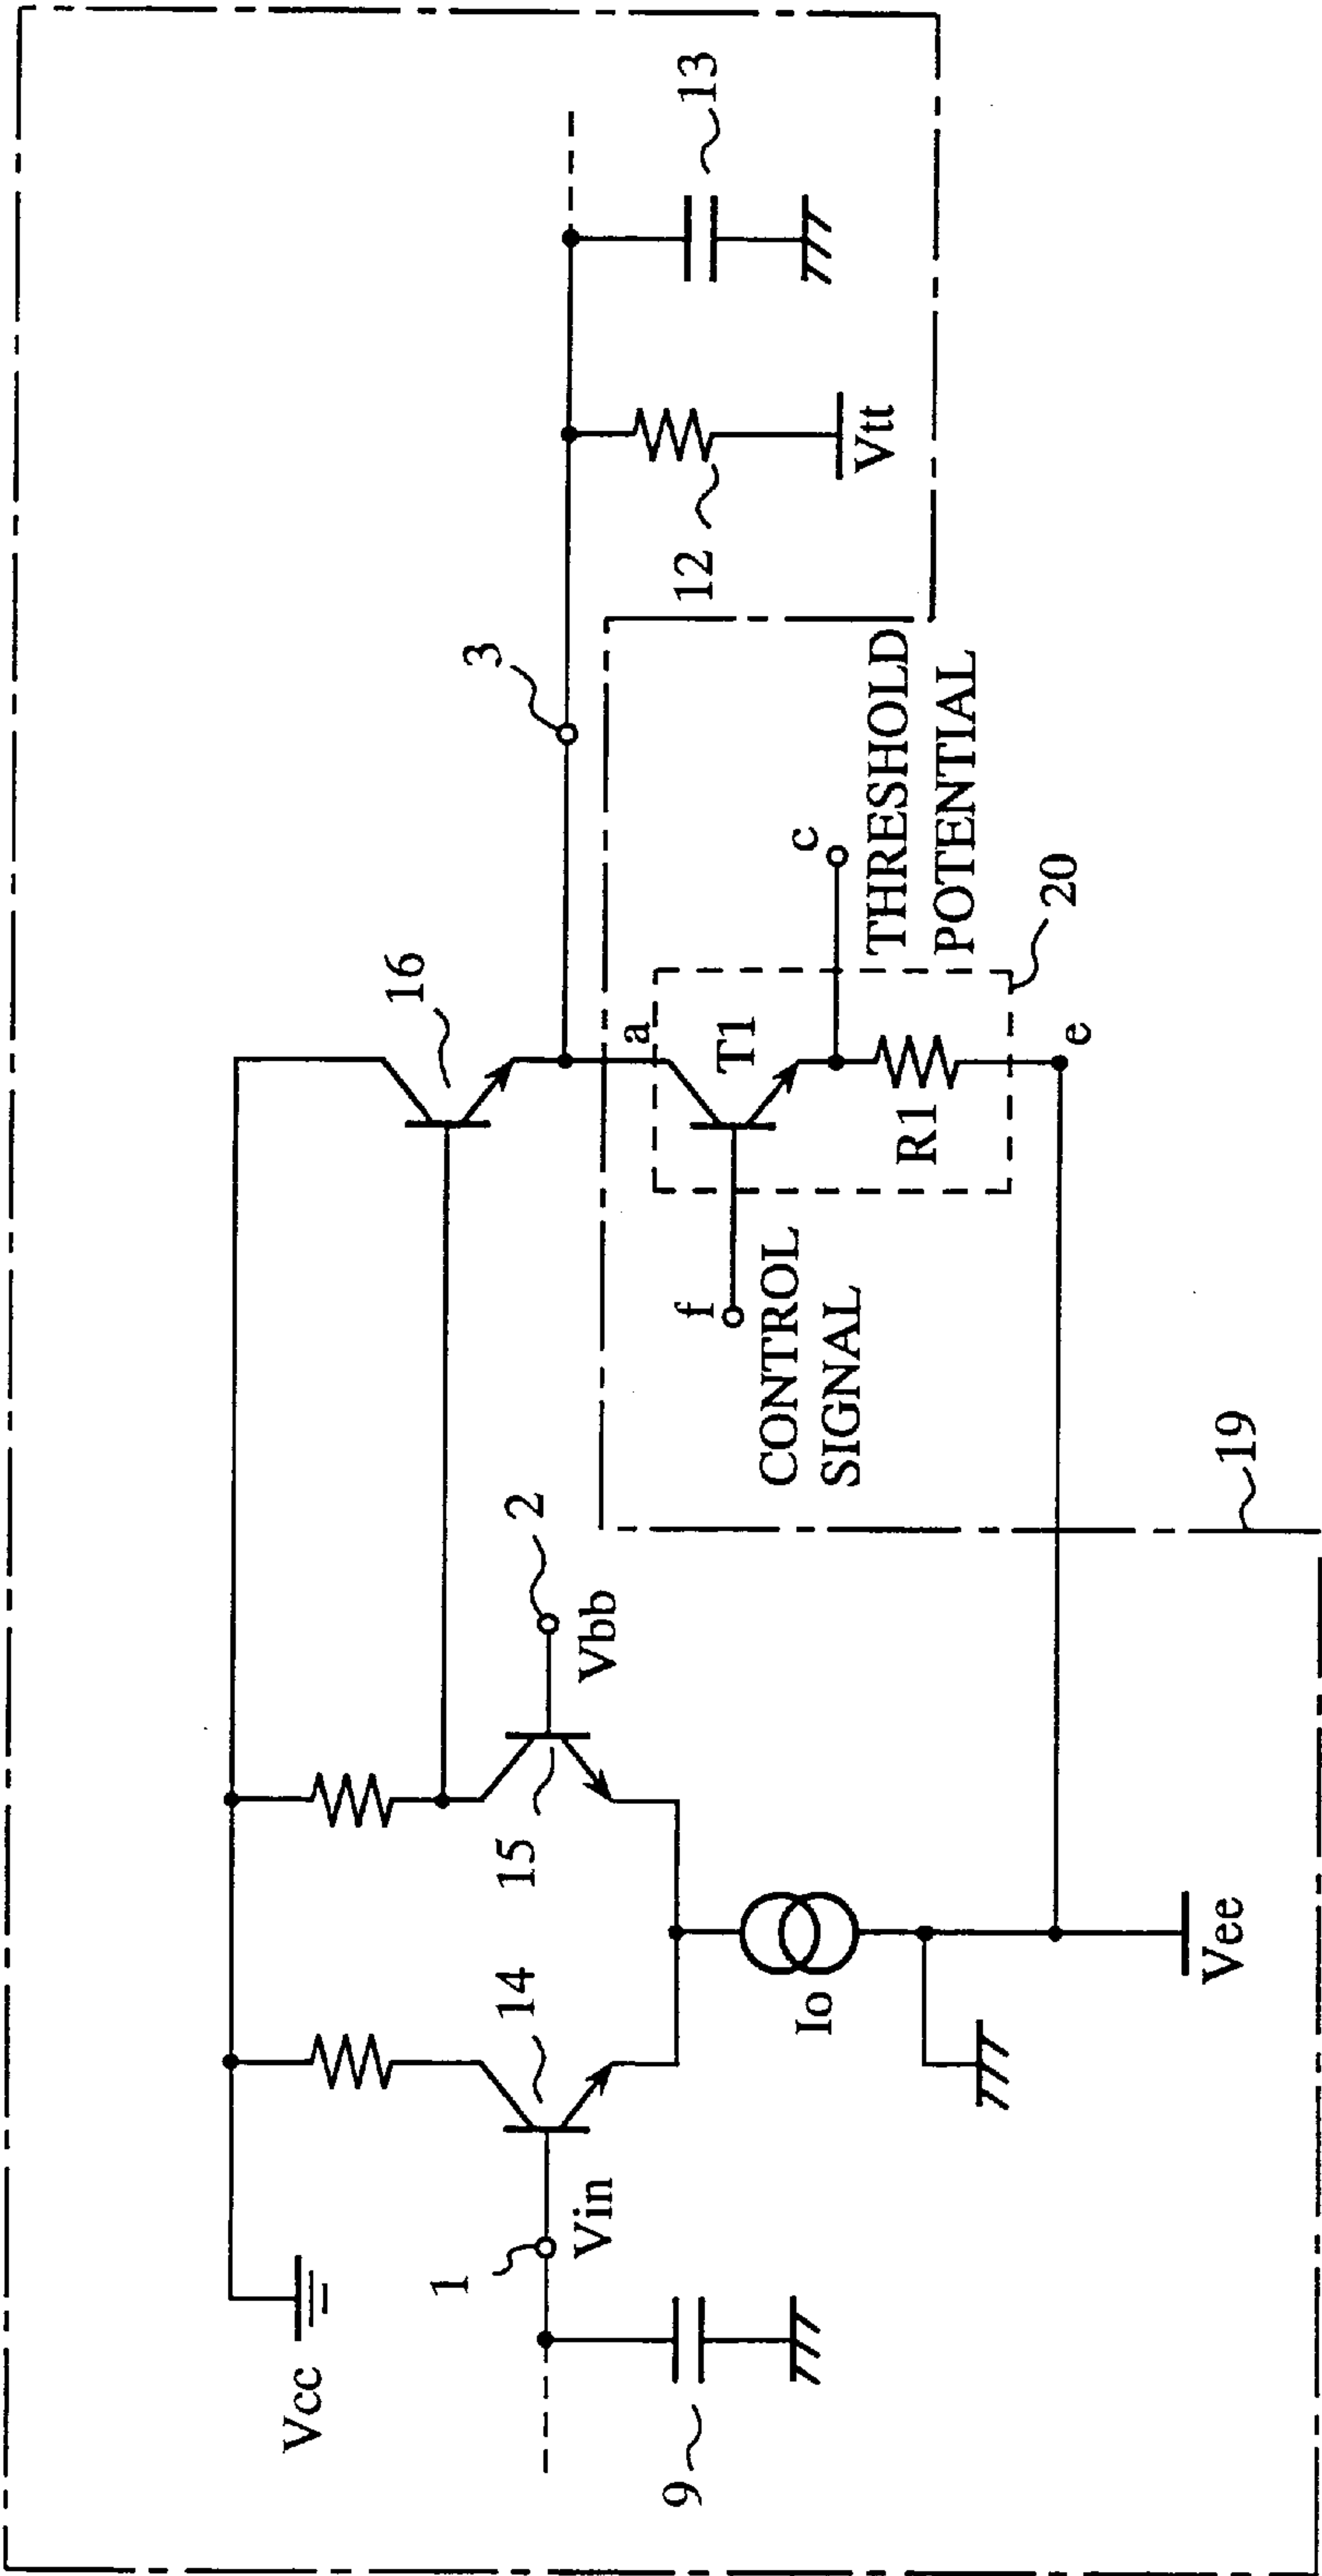 Vcc
16
3
13
1
Vin
14
15
2
Vbb
a
T1
f
CONTROL
SIGNAL
c
THRESHOLD
POTENTIAL
12
Vtt
9
Io
R1
20
e
Vee
19